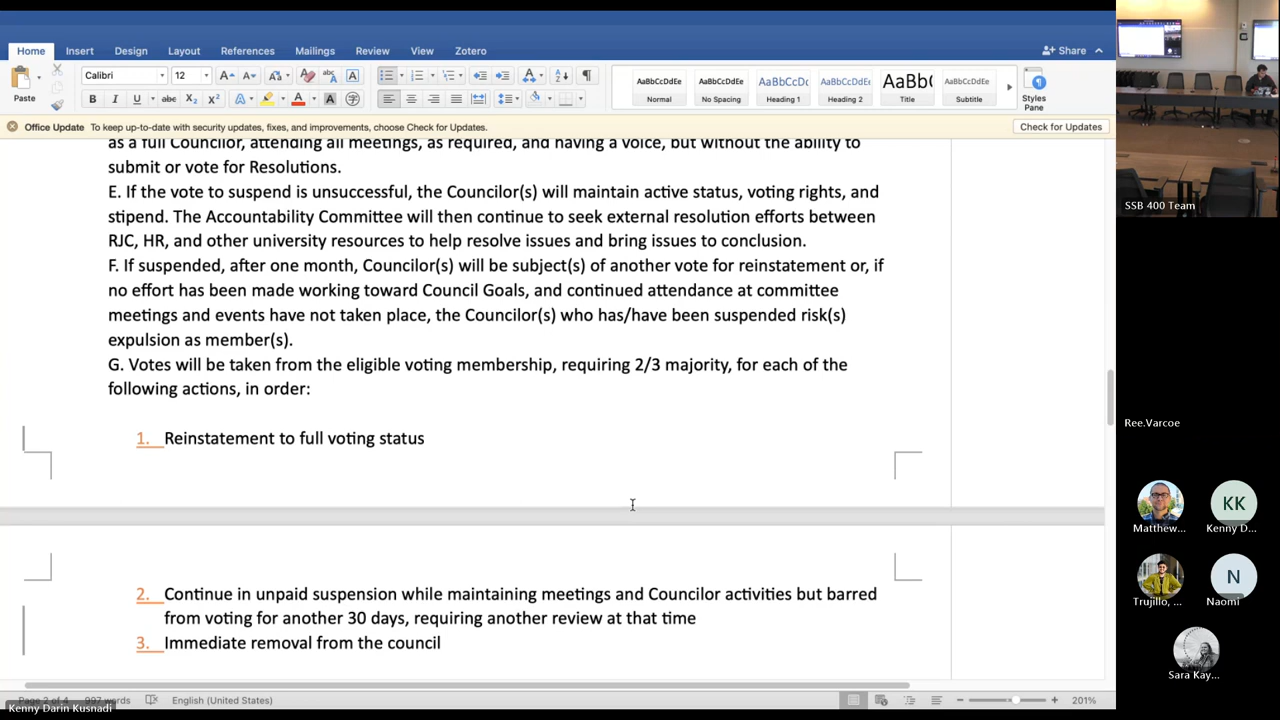 Home Insert Design Layout References Mailings Review View Zotero Share
Calibri 12
Paste
AaBbCcDdEe AaBbCcDdEe AaBbCcDc AaBbCcDdEe AaBb( AaBbCcDdEe
Normal No Spacing Heading 1 Heading 2 Title Subtitle Styles Pane
Office Update To keep up-to-date with security updates, fixes, and improvements, choose Check for Updates. Check for Updates
as a full Councilor, attending all meetings, as required, and having a voice, but without the ability to
submit or vote for Resolutions.
E. If the vote to suspend is unsuccessful, the Councilor(s) will maintain active status, voting rights, and
stipend. The Accountability Committee will then continue to seek external resolution efforts between
RJC, HR, and other university resources to help resolve issues and bring issues to conclusion.
F. If suspended, after one month, Councilor(s) will be subject(s) of another vote for reinstatement or, if
no effort has been made working toward Council Goals, and continued attendance at committee
meetings and events have not taken place, the Councilor(s) who has/have been suspended risk(s)
expulsion as member(s).
G. Votes will be taken from the eligible voting membership, requiring 2/3 majority, for each of the
following actions, in order:
1. Reinstatement to full voting status
2. Continue in unpaid suspension while maintaining meetings and Councilor activities but barred
from voting for another 30 days, requiring another review at that time
3. Immediate removal from the council
Page 2 of 4 997 words English (United States) 201%
Kenny Darin Kusnadi
SSB 400 Team
Ree.Varcoe
KK
Matthew... Kenny D...
N
Trujillo, ... Naomi
Sara Kay...